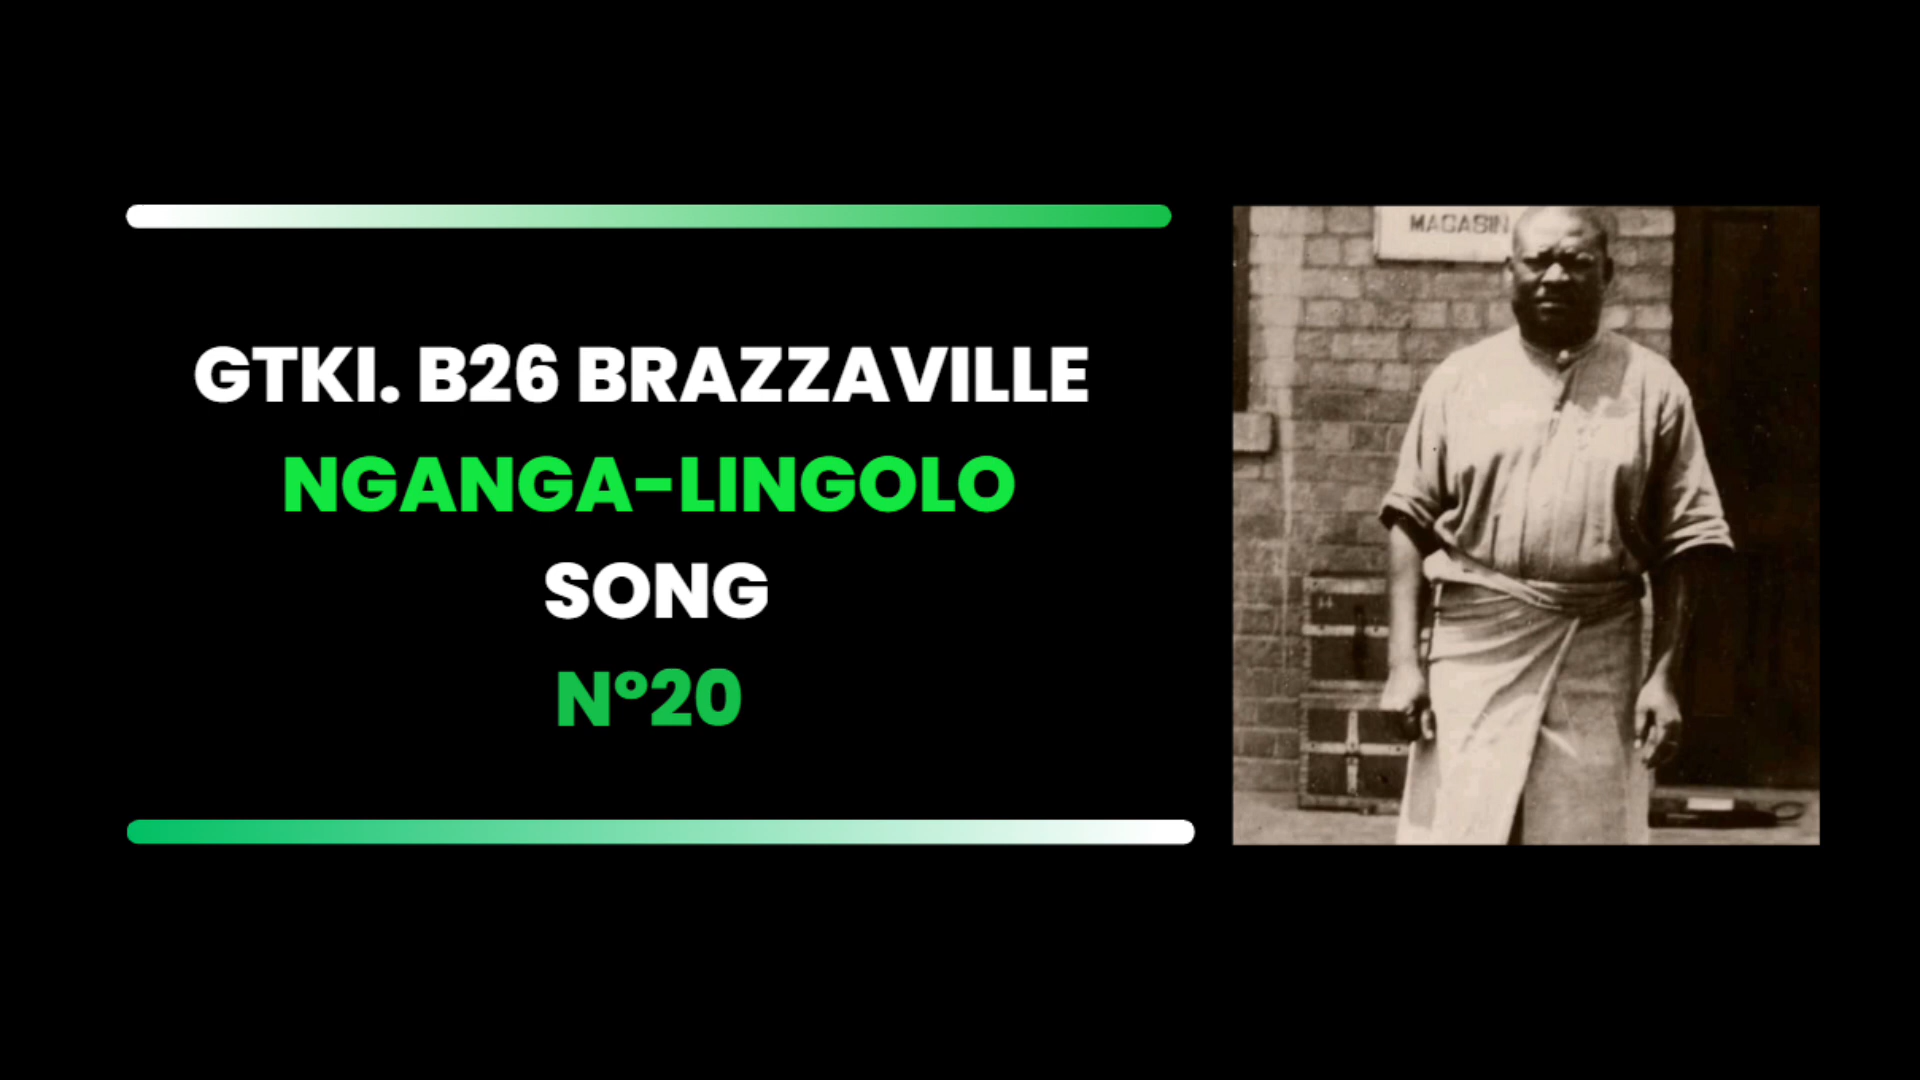 GTKI. B26 BRAZZAVILLE
NGANGA-LINGOLO
SONG
N°20
MAGASIN